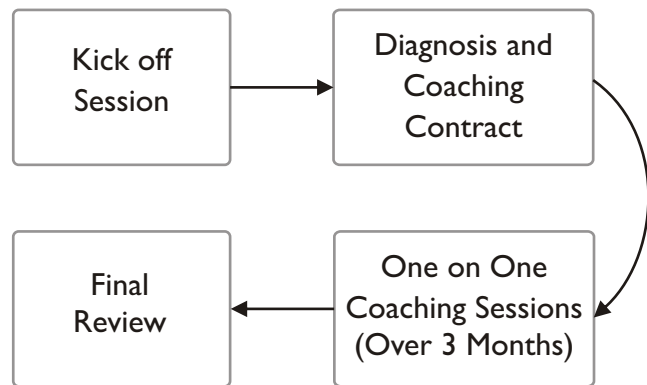 Kick off
Session
Diagnosis and
Coaching
Contract
One on One
Coaching Sessions
(Over 3 Months)
Final
Review